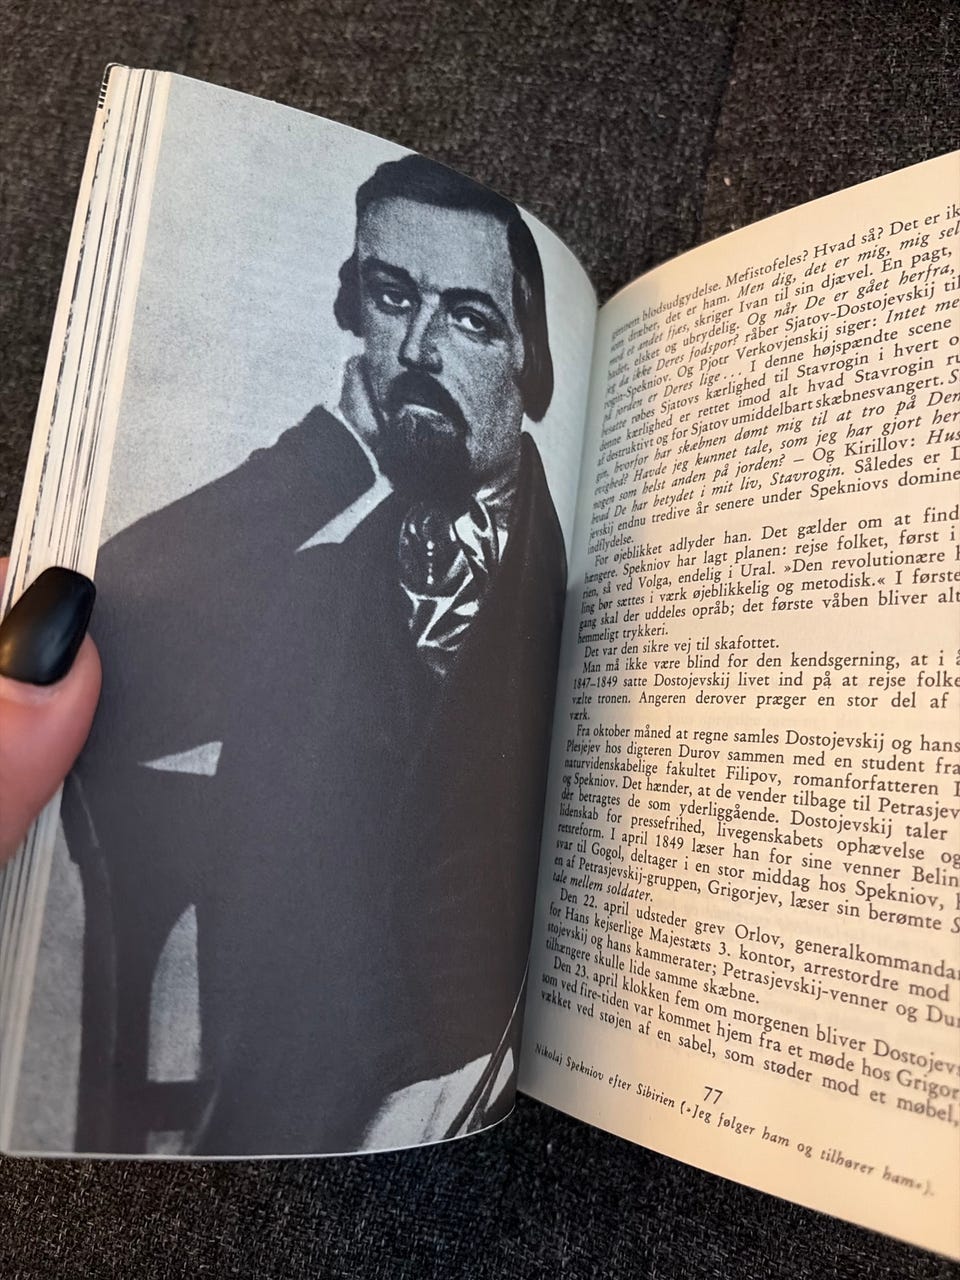 gennem blodsudgydelse. Mefistofeles? Hvad så? Det er ik
som dræber, det er ham. Men dig, det er mig, mig sel
med et andet fjæs, skriger Ivan til sin djævel. En pagt,
hadet, elsket og ubrydelig. Og når De er gået herfra,
jeg da ikke Deres fodspor? råber Sjatov-Dostojevskij til
rogin-Spekniov. Og Pjotr Verkovjenskij siger: Intet me
på jorden er Deres lige ... I denne højspændte scene
besatte robes Sjatovs kærlighed til Stavrogin i hvert o
denne kærlighed er rettet imod alt hvad Stavrogin ru
af destruktivt og for Sjatov umiddelbart skæbnesvangert. S
gin, hvorfor har skæbnen dømt mig til at tro på Den
evighed? Havde jeg kunnet tale, som jeg har gjort her
nogen som helst anden på jorden? – Og Kirillov: Hus
hvad De har betydet i mit liv, Stavrogin. Således er D
jevskij endnu tredive år senere under Spekniovs domine
indflydelse.
For øjeblikket adlyder han. Det gælder om at find
hængere. Spekniov har lagt planen: rejse folket, først i
rien, så ved Volga, endelig i Ural. »Den revolutionære h
ling bør sættes i værk øjeblikkelig og metodisk.« I første
gang skal der uddeles opråb; det første våben bliver alt
hemmeligt trykkeri.
Det var den sikre vej til skafottet.
Man må ikke være blind for den kendsgerning, at i å
1847–1849 satte Dostojevskij livet ind på at rejse folke
vælte tronen. Angeren derover præger en stor del af
værk.
Fra oktober måned at regne samles Dostojevskij og hans
Plesjejev hos digteren Durov sammen med en student fra
naturvidenskabelige fakultet Filipov, romanforfatteren
og Spekniov. Det hænder, at de vender tilbage til Petrasjev
der betragtes de som yderliggående. Dostojevskij taler
lidenskab for pressefrihed, livegenskabets ophævelse og
retsreform. I april 1849 læser han for sine venner Belin
svar til Gogol, deltager i en stor middag hos Spekniov,
en af Petrasjevskij-gruppen, Grigorjev, læser sin berømte S
tale mellem soldater.
Den 22. april udsteder grev Orlov, generalkommanda
for Hans kejserlige Majestæts 3. kontor, arrestordre mod
stojevskij og hans kammerater; Petrasjevskij-venner og Du
tilhængere skulle lide samme skæbne.
Den 23. april klokken fem om morgenen bliver Dostojevs
som ved fire-tiden var kommet hjem fra et møde hos Grigor
vækket ved støjen af en sabel, som støder mod et møbel,
77
Nikolaj Spekniov efter Sibirien (»Jeg følger ham og tilhører ham«).